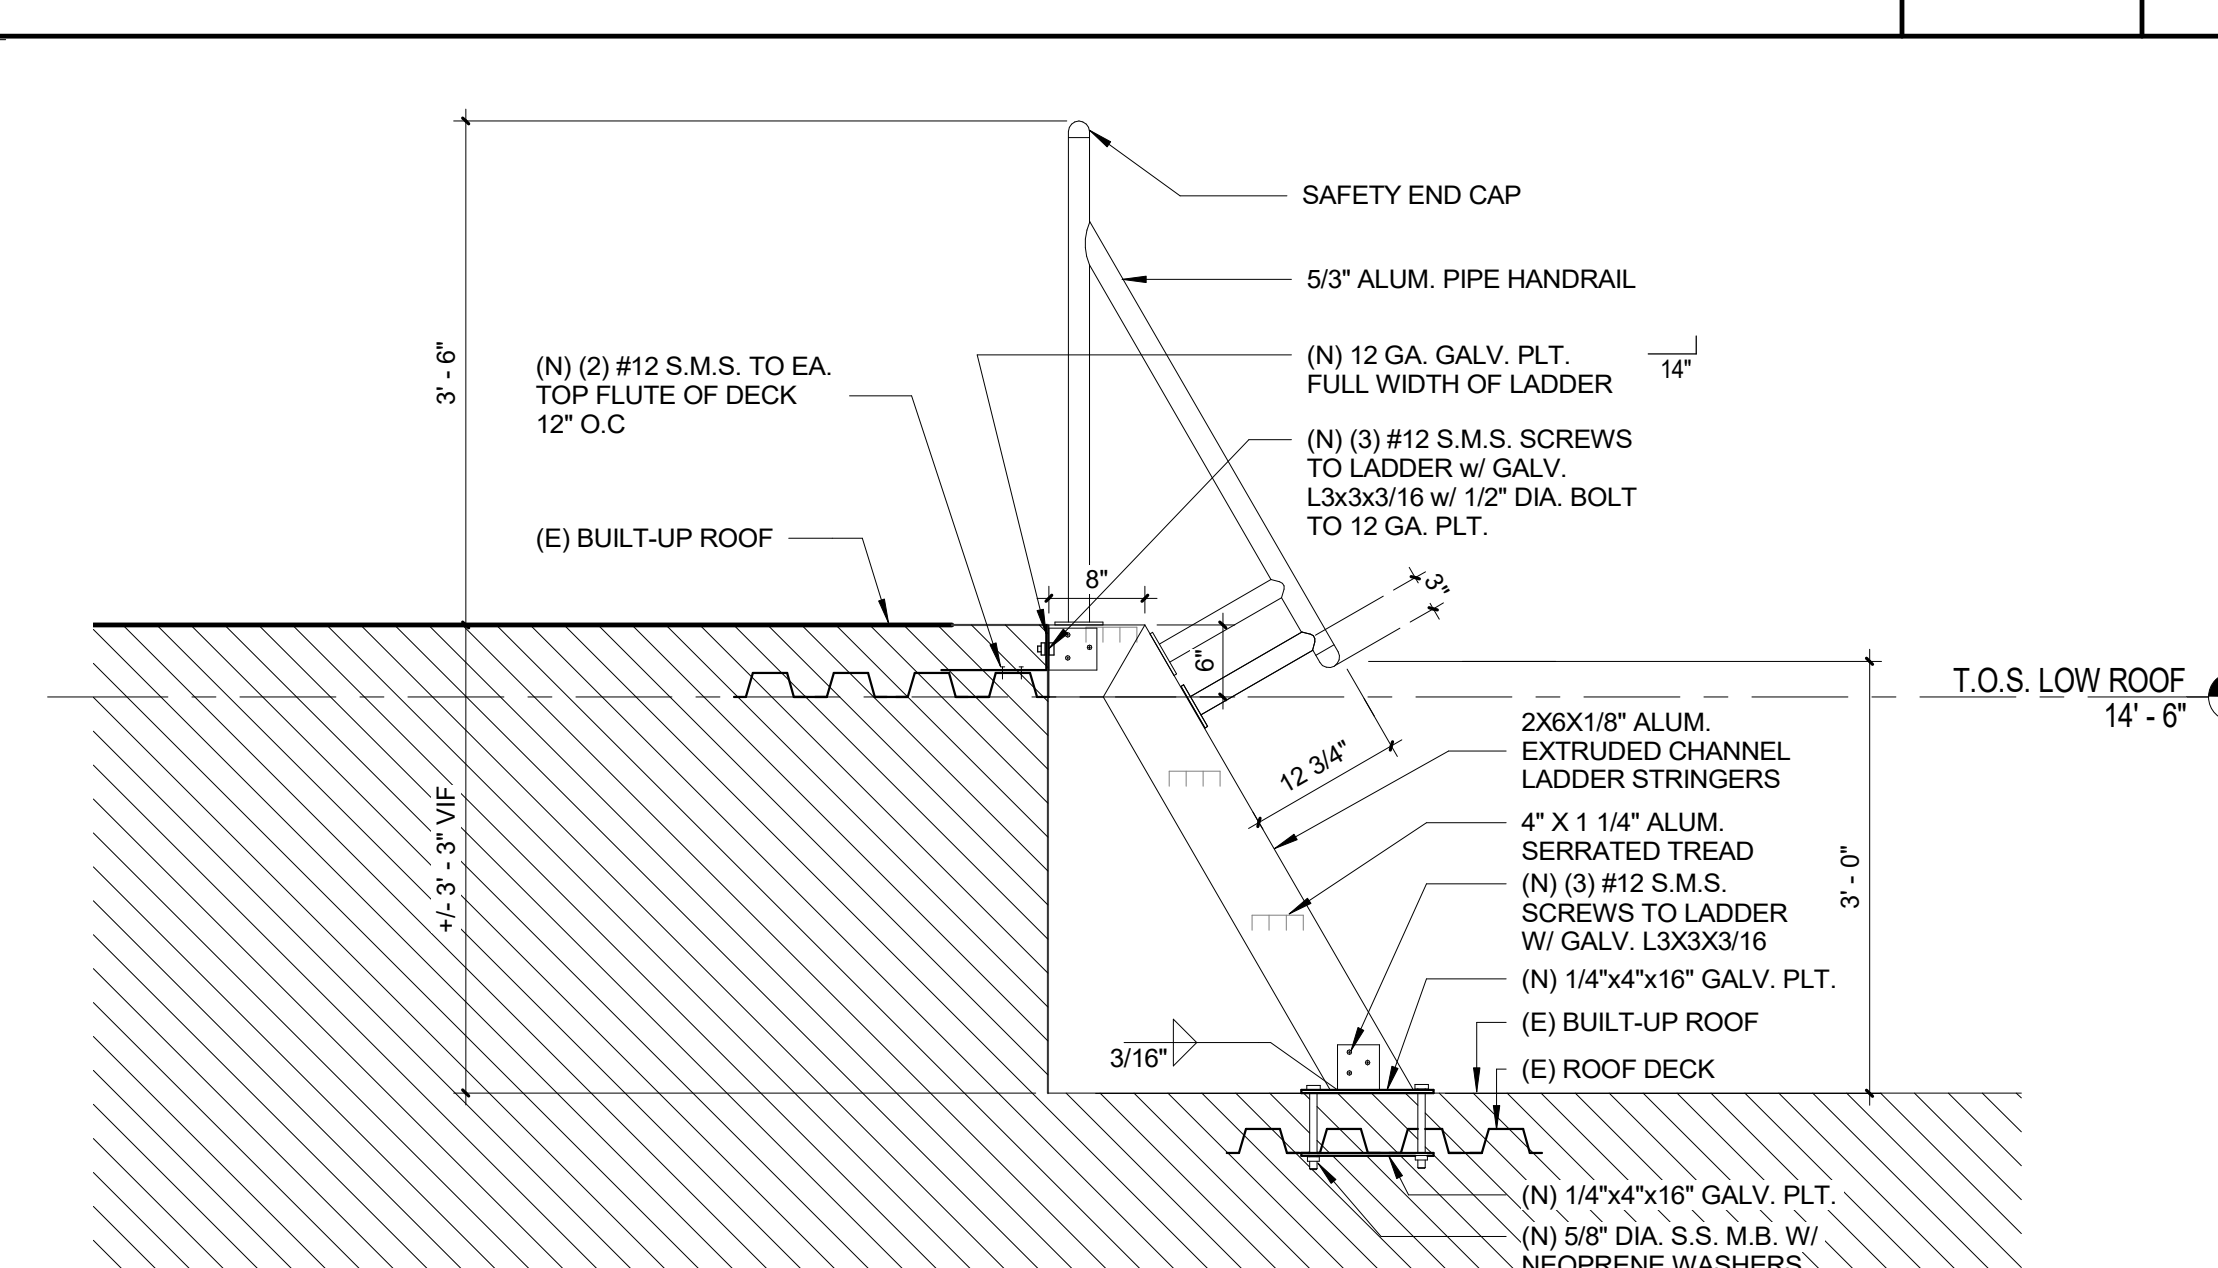 SAFETY END CAP
5/3" ALUM. PIPE HANDRAIL
3' - 6"
(N) (2) #12 S.M.S. TO EA.
TOP FLUTE OF DECK
12" O.C
(N) 12 GA. GALV. PLT.
FULL WIDTH OF LADDER
14"
(N) (3) #12 S.M.S. SCREWS
TO LADDER w/ GALV.
L3x3x3/16 w/ 1/2" DIA. BOLT
TO 12 GA. PLT.
(E) BUILT-UP ROOF
8"
3"
6"
T.O.S. LOW ROOF
14' - 6"
12 3/4"
2X6X1/8" ALUM.
EXTRUDED CHANNEL
LADDER STRINGERS
+/- 3' - 3" VIF
4" X 1 1/4" ALUM.
SERRATED TREAD
3' - 0"
(N) (3) #12 S.M.S.
SCREWS TO LADDER
W/ GALV. L3X3X3/16
(N) 1/4"x4"x16" GALV. PLT.
(E) BUILT-UP ROOF
3/16"
(E) ROOF DECK
(N) 1/4"x4"x16" GALV. PLT.
(N) 5/8" DIA. S.S. M.B. W/
NEOPRENE WASHERS